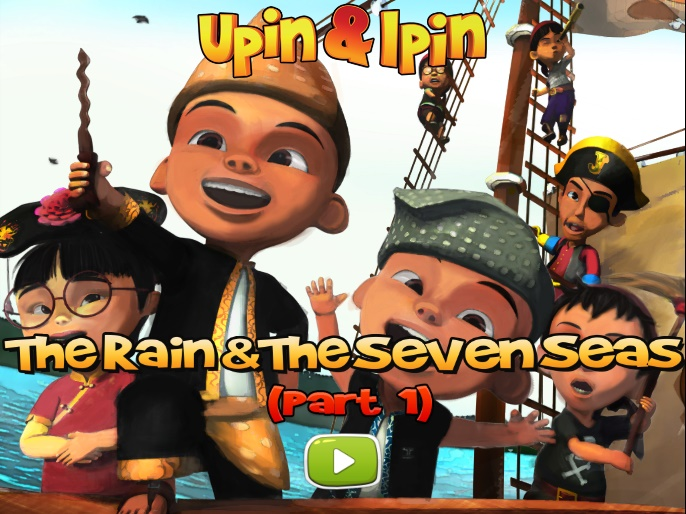 Upin & Ipin
The Rain & The Seven Seas
(Part 1)